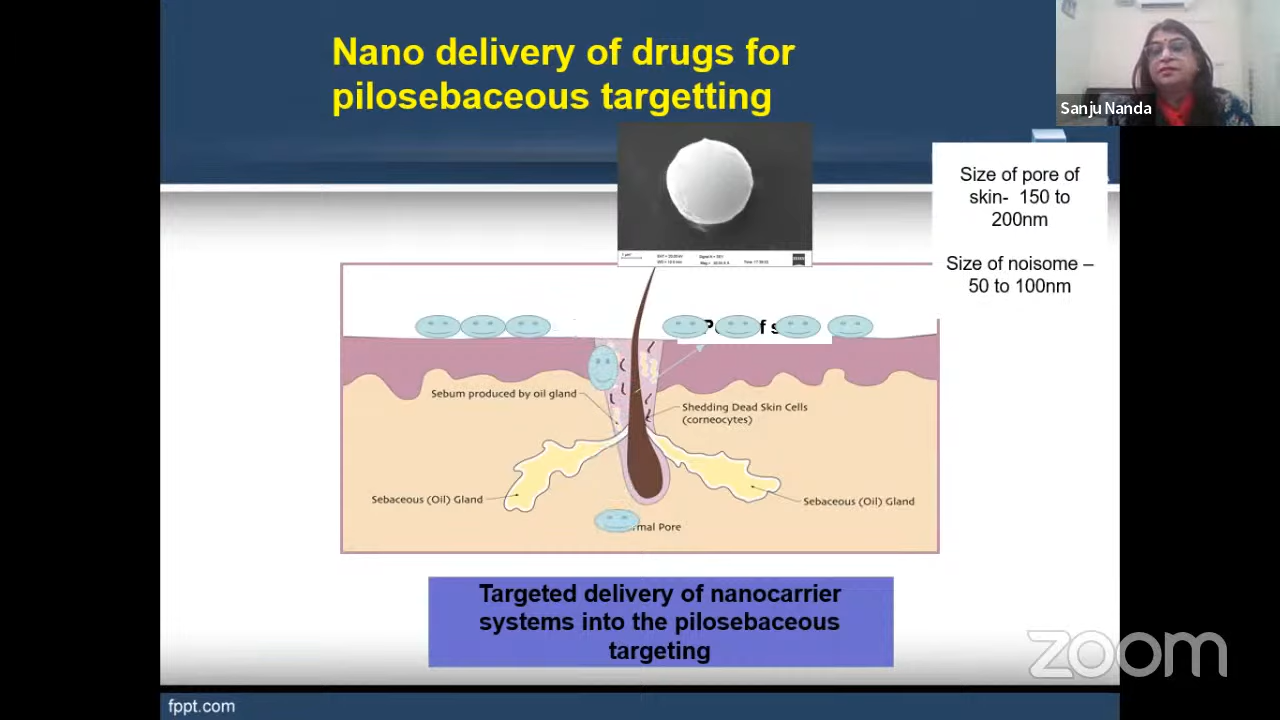 Nano delivery of drugs for
pilosebaceous targetting
Sanju Nanda
Size of pore of
skin- 150 to
200nm
Size of noisome –
50 to 100nm
Sebum produced by oil gland
Shedding Dead Skin Cells
(corneocytes)
Sebaceous (Oil) Gland
Sebaceous (Oil) Gland
Pore
Targeted delivery of nanocarrier
systems into the pilosebaceous
targeting
zoom
fppt.com